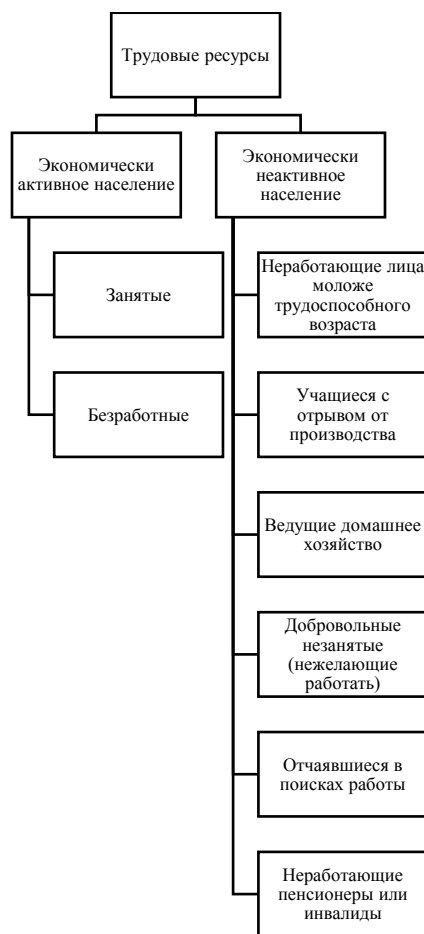 Трудовые ресурсы
Экономически
активное население
Занятые
Безработные
Экономически
неактивное
население
Неработающие лица
моложе
трудоспособного
возраста
Учащиеся с
отрывом от
производства
Ведущие домашнее
хозяйство
Добровольные
незанятые
(нежелающие
работать)
Отчаявшиеся в
поисках работы
Неработающие
пенсионеры или
инвалиды